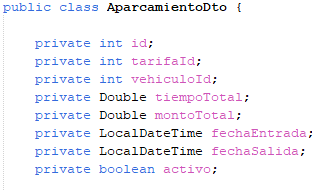 public class AparcamientoDto {
private int id;
private int tarifaId;
private int vehiculoId;
private Double tiempoTotal;
private Double montoTotal;
private LocalDateTime fechaEntrada;
private LocalDateTime fechaSalida;
private boolean activo;